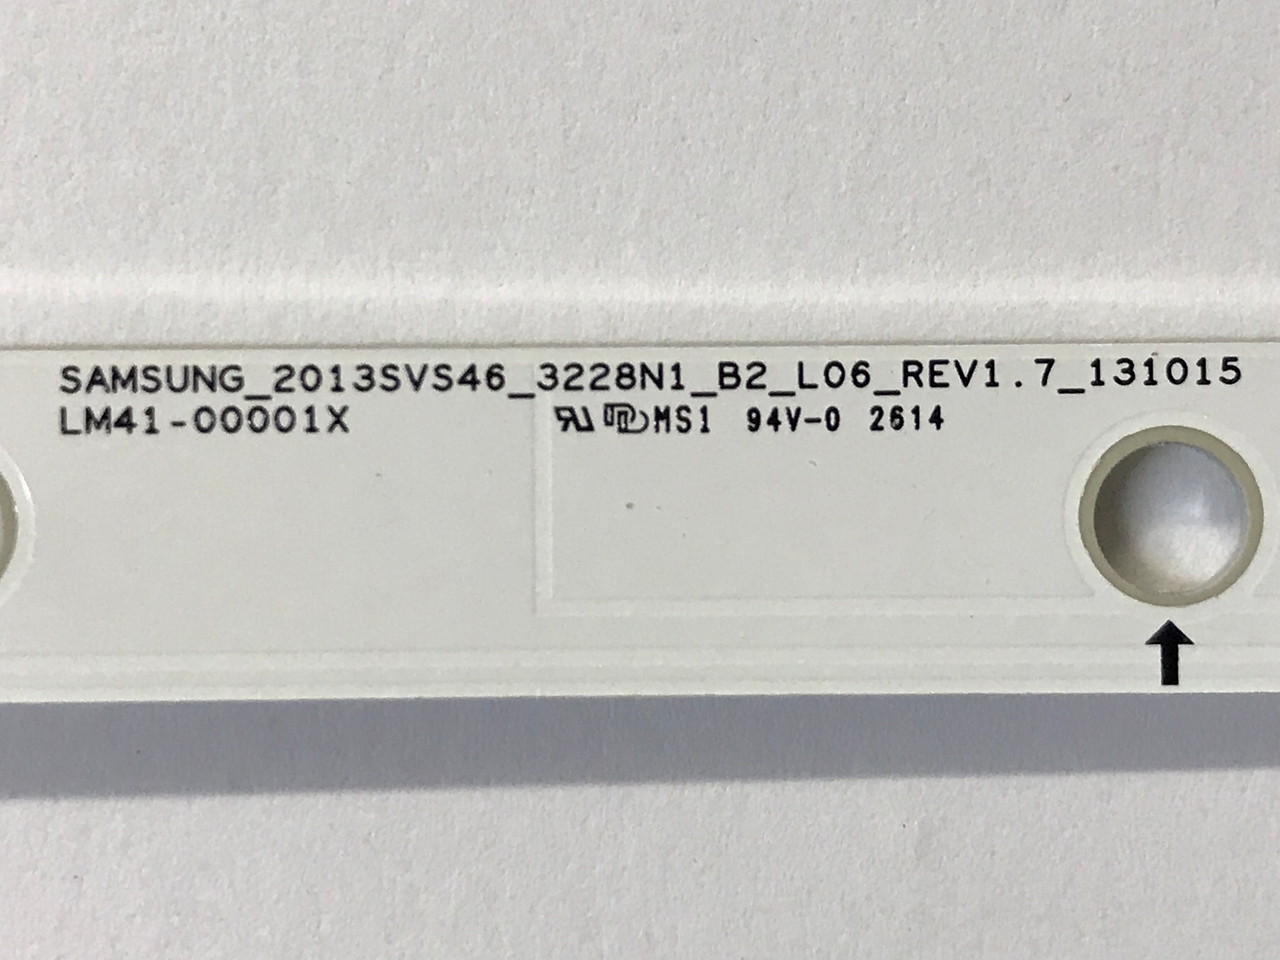 SAMSUNG_2013SVS46_3228N1_B2_L06_REV1.7_131015
LM41-00001X MS1 94V-0 2614